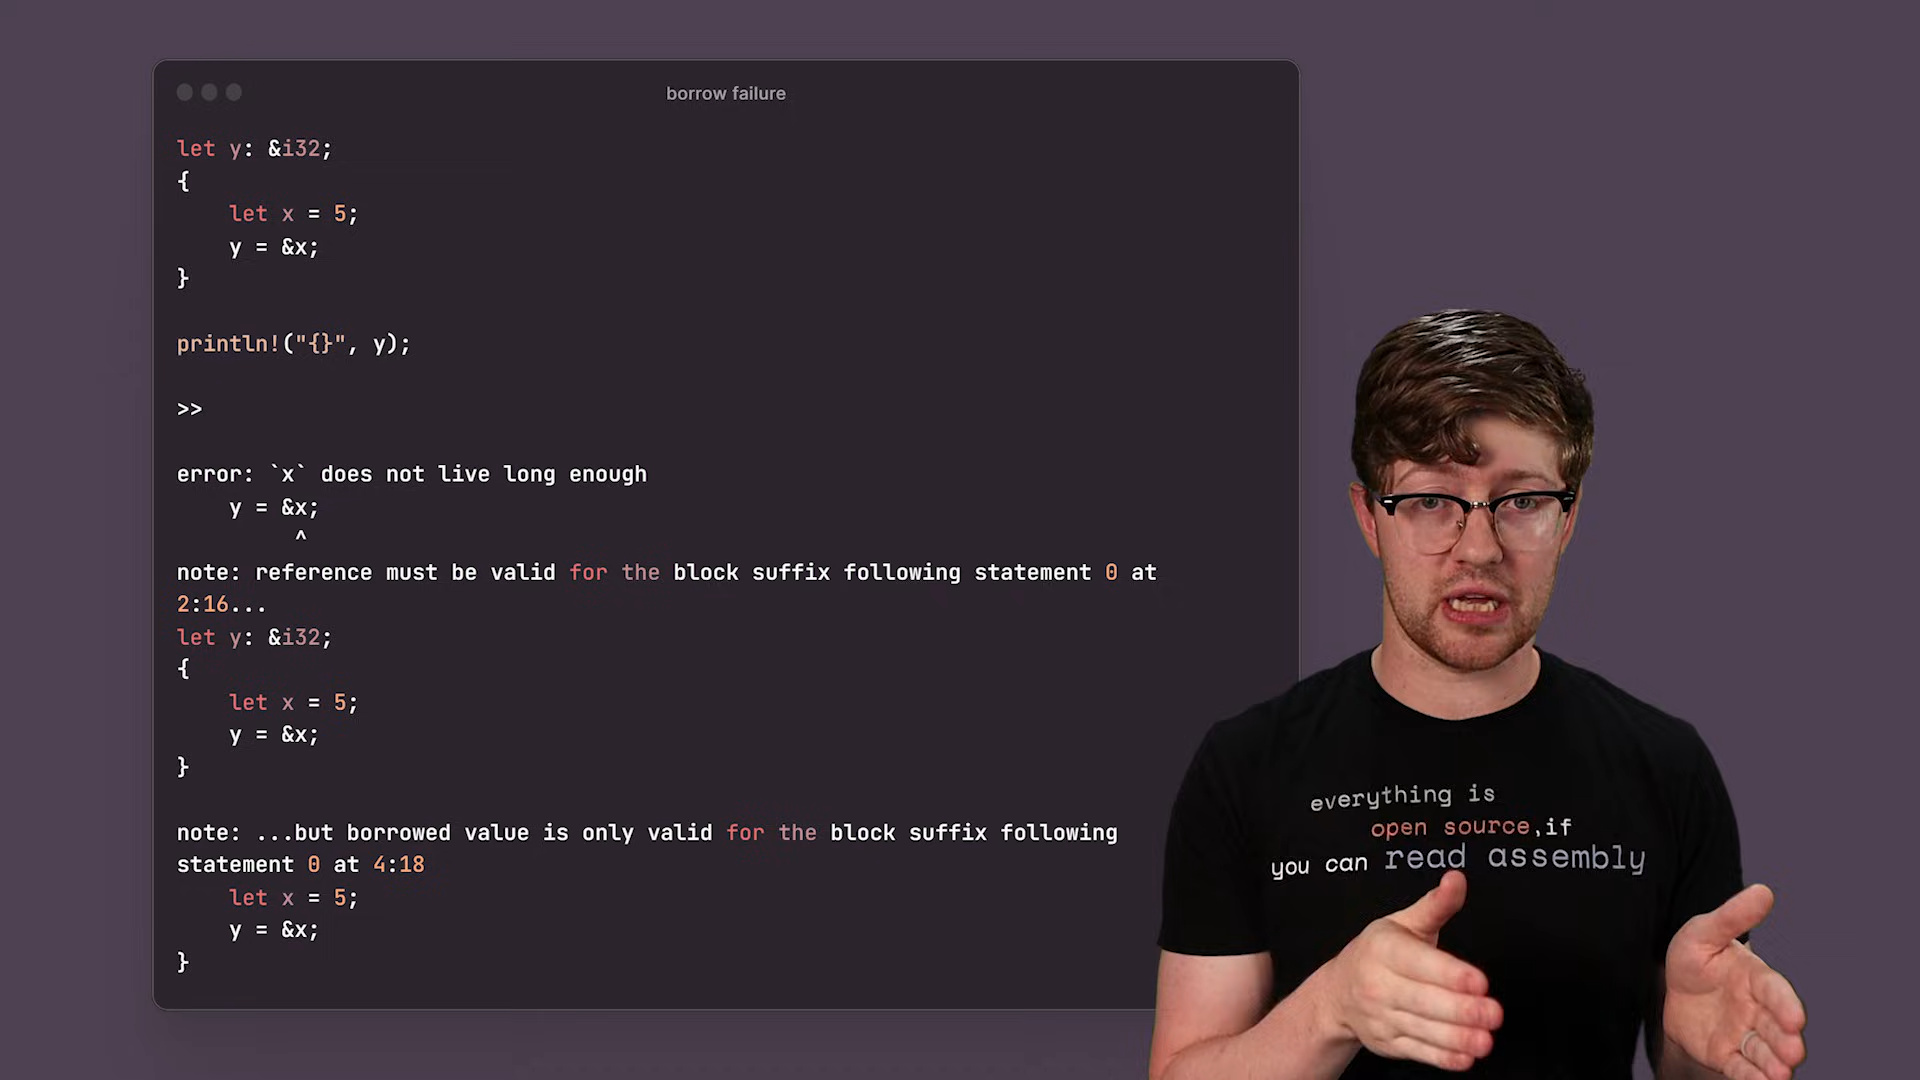 borrow failure
let y: &i32;
{
    let x = 5;
    y = &x;
}
println!("{}", y);
>>
error: `x` does not live long enough
    y = &x;
         ^
note: reference must be valid for the block suffix following statement 0 at
2:16...
let y: &i32;
{
    let x = 5;
    y = &x;
}
note: ...but borrowed value is only valid for the block suffix following
statement 0 at 4:18
    let x = 5;
    y = &x;
}
everything is
open source,if
you can read assembly